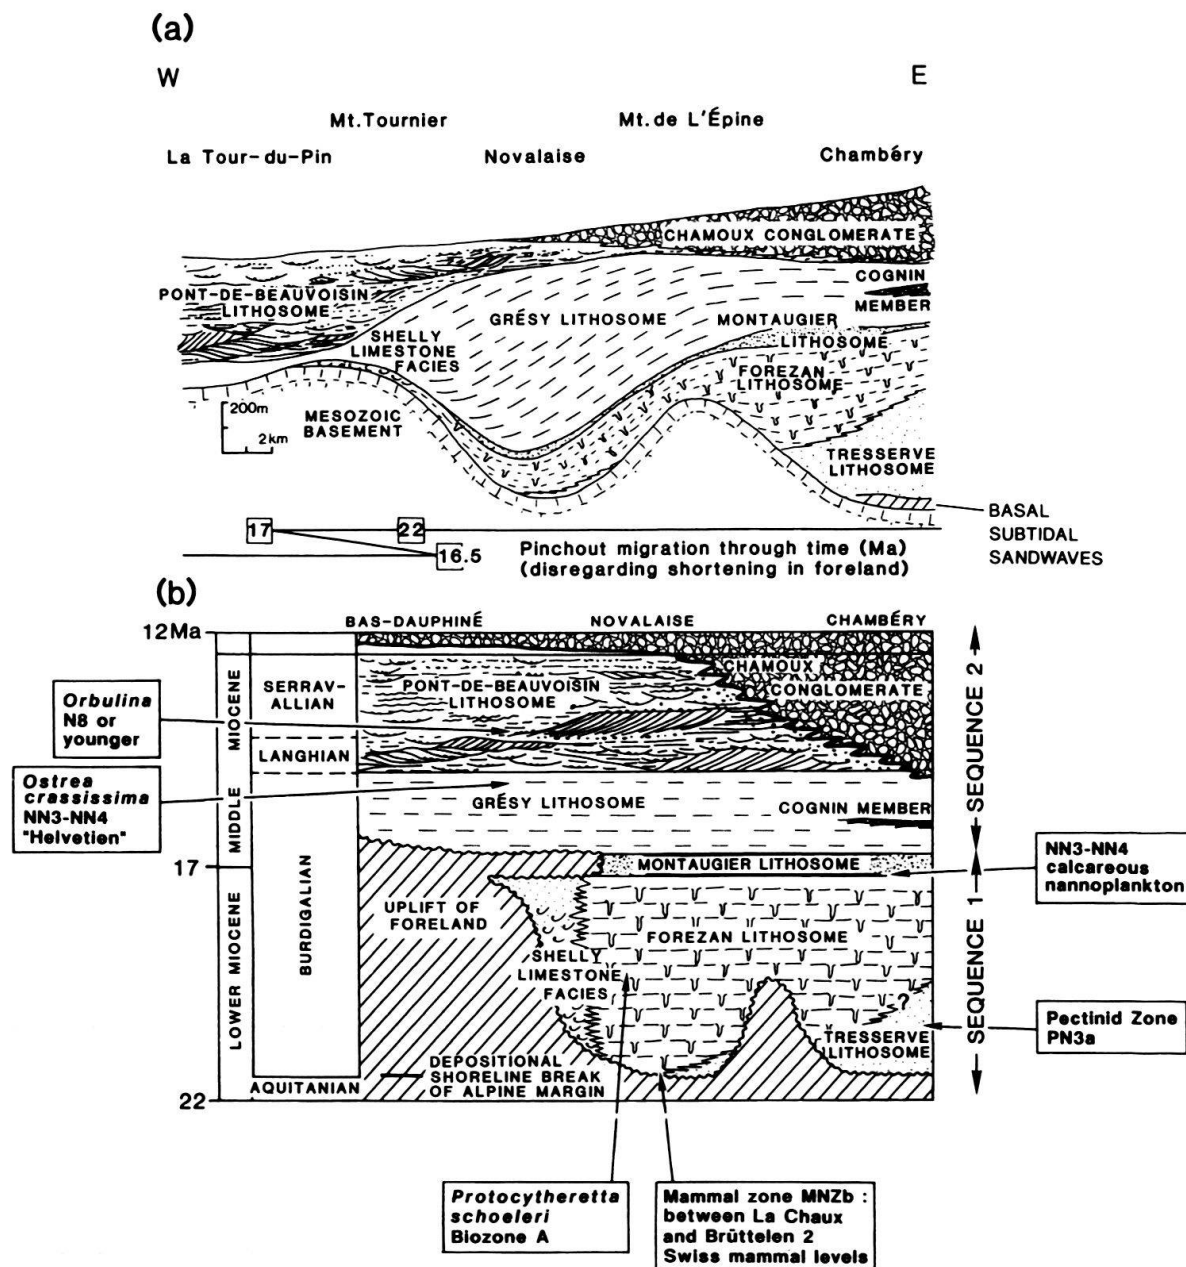 (a)
W
E
Mt.Tournier
Mt.de L'Épine
La Tour-du-Pin
Novalaise
Chambéry
CHAMOUX CONGLOMERATE
PONT-DE-BEAUVOISIN
LITHOSOME
GRÉSY LITHOSOME
COGNIN
MEMBER
MONTAUGIER
LITHOSOME
SHELLY
LIMESTONE
FACIES
FOREZAN
LITHOSOME
200m
2km
MESOZOIC
BASEMENT
TRESSERVE
LITHOSOME
BASAL
SUBTIDAL
SANDWAVES
17
22
16.5
Pinchout migration through time (Ma)
(disregarding shortening in foreland)
(b)
BAS-DAUPHINÉ
NOVALAISE
CHAMBÉRY
12Ma
17
22
MIDDLE MIOCENE
LOWER MIOCENE
SERRAV-
ALLIAN
LANGHIAN
BURDIGALIAN
AQUITANIAN
PONT-DE-BEAUVOISIN
LITHOSOME
CHAMOUX
CONGLOMERATE
GRÉSY LITHOSOME
COGNIN MEMBER
MONTAUGIER LITHOSOME
UPLIFT OF
FORELAND
FOREZAN LITHOSOME
SHELLY
LIMESTONE
FACIES
?
TRESSERVE
LITHOSOME
DEPOSITIONAL
SHORELINE BREAK
OF ALPINE MARGIN
SEQUENCE 2
SEQUENCE 1
Orbulina
N8 or
younger
Ostrea
crassissima
NN3-NN4
"Helvetien"
NN3-NN4
calcareous
nannoplankton
Pectinid Zone
PN3a
Protocytheretta
schoeleri
Biozone A
Mammal zone MNZb :
between La Chaux
and Brüttelen 2
Swiss mammal levels